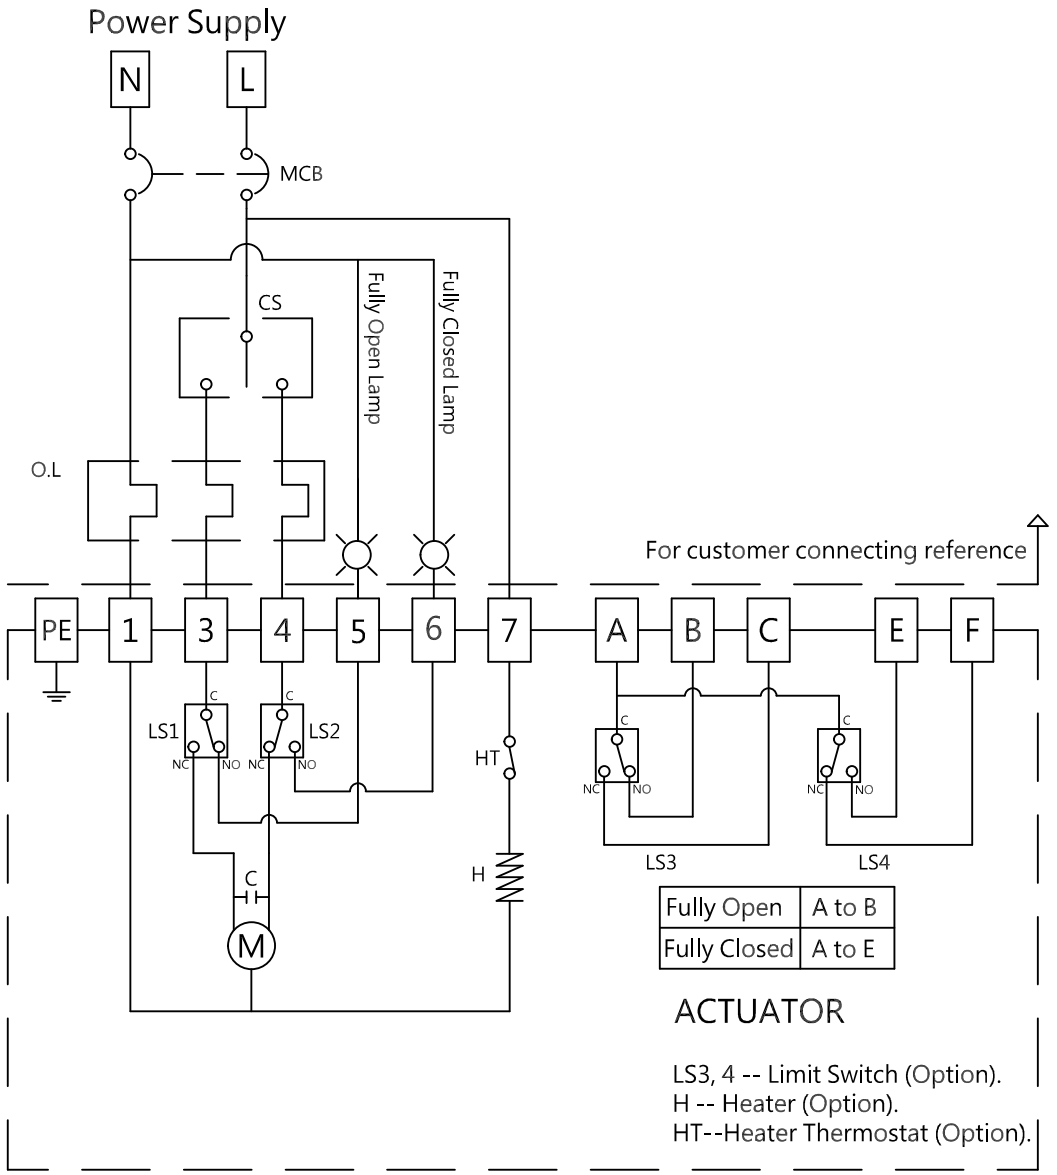 Power Supply
N L
MCB
CS
Fully Open Lamp
Fully Closed Lamp
O.L
For customer connecting reference
PE 1 3 4 5 6 7 A B C E F
C C
LS1 LS2
NC NO NC NO
C C
HT
NC NO NC NO
LS3 LS4
H
C
M
Fully Open A to B
Fully Closed A to E
ACTUATOR
LS3, 4 -- Limit Switch (Option).
H -- Heater (Option).
HT--Heater Thermostat (Option).